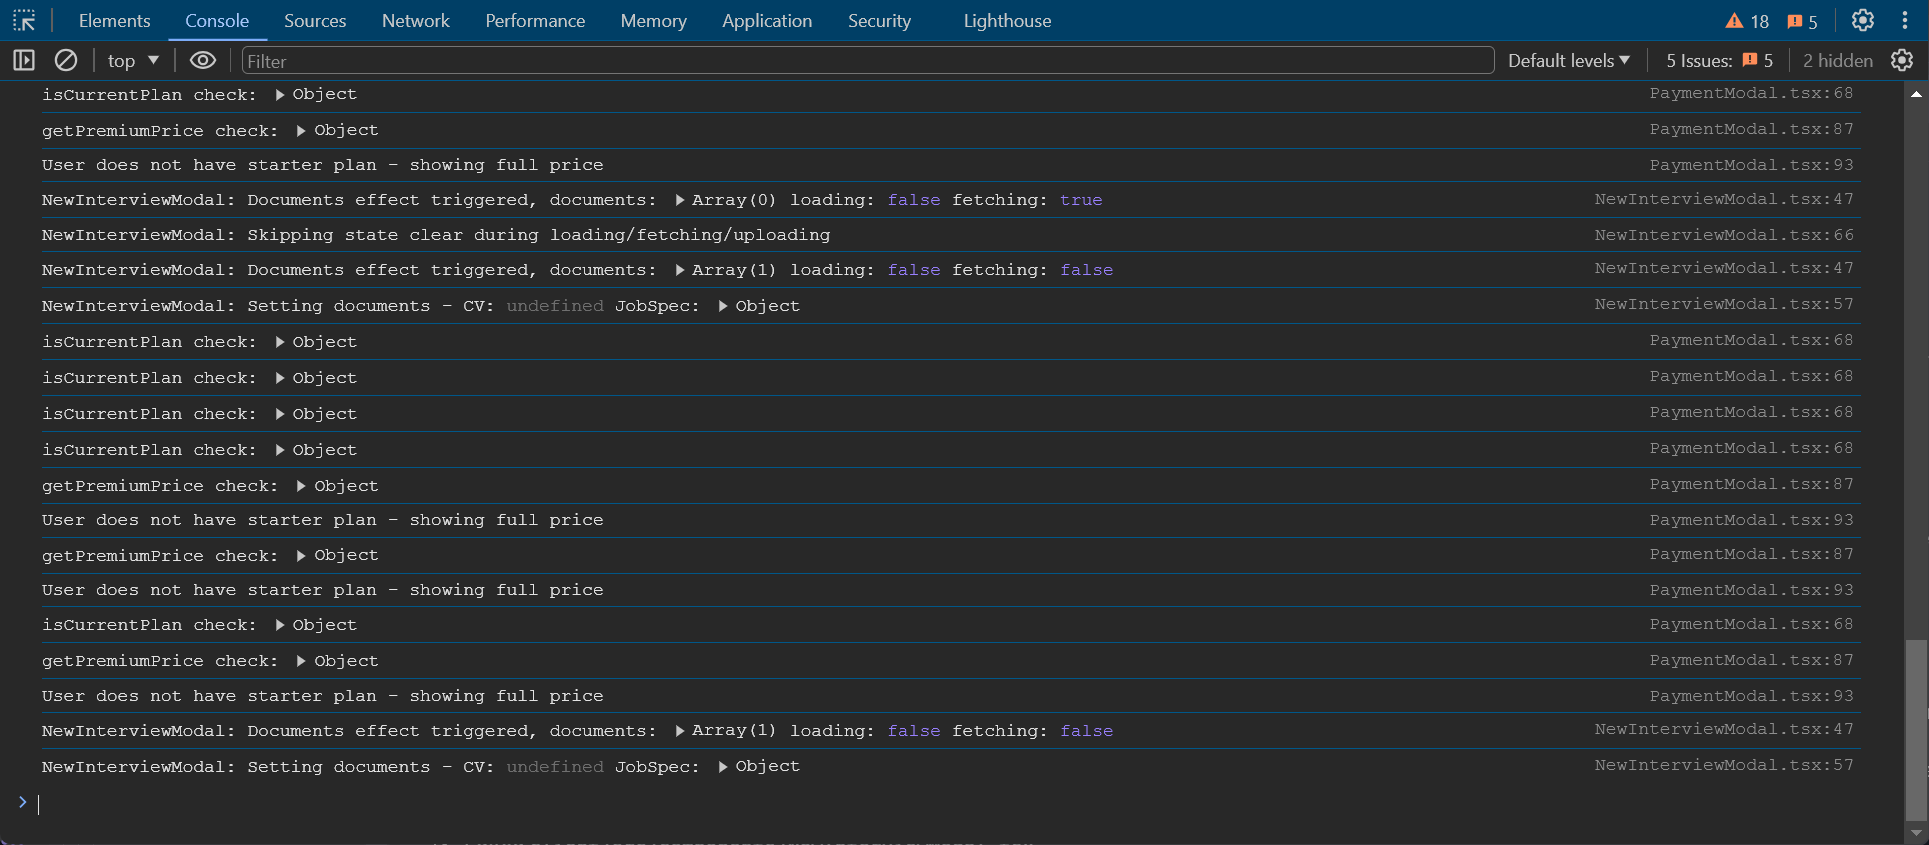 Elements Console Sources Network Performance Memory Application Security Lighthouse 18 5
top Filter Default levels 5 Issues: 5 2 hidden
isCurrentPlan check: Object PaymentModal.tsx:68
getPremiumPrice check: Object PaymentModal.tsx:87
User does not have starter plan - showing full price PaymentModal.tsx:93
NewInterviewModal: Documents effect triggered, documents: Array(0) loading: false fetching: true NewInterviewModal.tsx:47
NewInterviewModal: Skipping state clear during loading/fetching/uploading NewInterviewModal.tsx:66
NewInterviewModal: Documents effect triggered, documents: Array(1) loading: false fetching: false NewInterviewModal.tsx:47
NewInterviewModal: Setting documents - CV: undefined JobSpec: Object NewInterviewModal.tsx:57
isCurrentPlan check: Object PaymentModal.tsx:68
isCurrentPlan check: Object PaymentModal.tsx:68
isCurrentPlan check: Object PaymentModal.tsx:68
isCurrentPlan check: Object PaymentModal.tsx:68
getPremiumPrice check: Object PaymentModal.tsx:87
User does not have starter plan - showing full price PaymentModal.tsx:93
getPremiumPrice check: Object PaymentModal.tsx:87
User does not have starter plan - showing full price PaymentModal.tsx:93
isCurrentPlan check: Object PaymentModal.tsx:68
getPremiumPrice check: Object PaymentModal.tsx:87
User does not have starter plan - showing full price PaymentModal.tsx:93
NewInterviewModal: Documents effect triggered, documents: Array(1) loading: false fetching: false NewInterviewModal.tsx:47
NewInterviewModal: Setting documents - CV: undefined JobSpec: Object NewInterviewModal.tsx:57